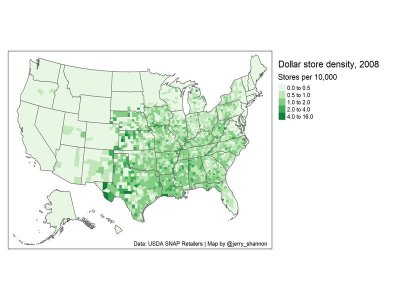 Dollar store density, 2008
Stores per 10,000
0.0 to 0.5
0.5 to 1.0
1.0 to 2.0
2.0 to 4.0
4.0 to 16.0
Data: USDA SNAP Retailers | Map by @jerry_shannon